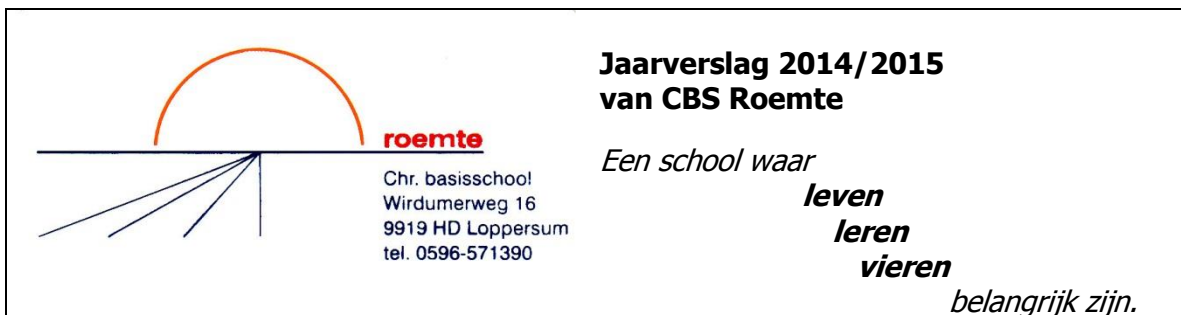 roemte
Chr. basisschool
Wirdumerweg 16
9919 HD Loppersum
tel. 0596-571390
Jaarverslag 2014/2015
van CBS Roemte
Een school waar
leven
leren
vieren
belangrijk zijn.